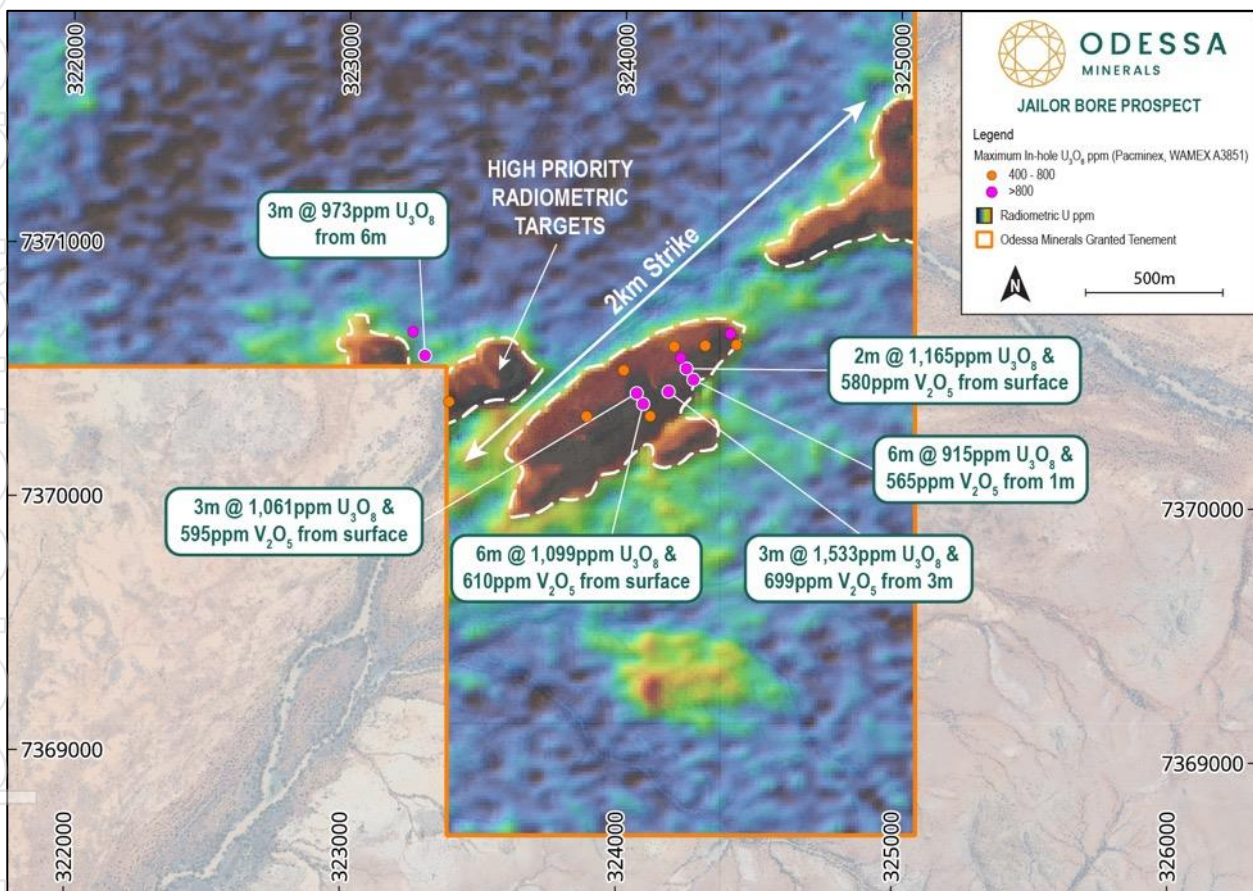 322000
323000
324000
325000
ODESSA
MINERALS
JAILOR BORE PROSPECT
Legend
Maximum In-hole U₃O₈ ppm (Pacminex, WAMEX A3851)
400 - 800
>800
Radiometric U ppm
Odessa Minerals Granted Tenement
N
500m
HIGH PRIORITY
RADIOMETRIC
TARGETS
3m @ 973ppm U₃O₈
from 6m
7371000
2km Strike
2m @ 1,165ppm U₃O₈ &
580ppm V₂O₅ from surface
6m @ 915ppm U₃O₈ &
565ppm V₂O₅ from 1m
7370000
3m @ 1,061ppm U₃O₈ &
595ppm V₂O₅ from surface
6m @ 1,099ppm U₃O₈ &
610ppm V₂O₅ from surface
3m @ 1,533ppm U₃O₈ &
699ppm V₂O₅ from 3m
7370000
7369000
7369000
322000
323000
324000
325000
326000